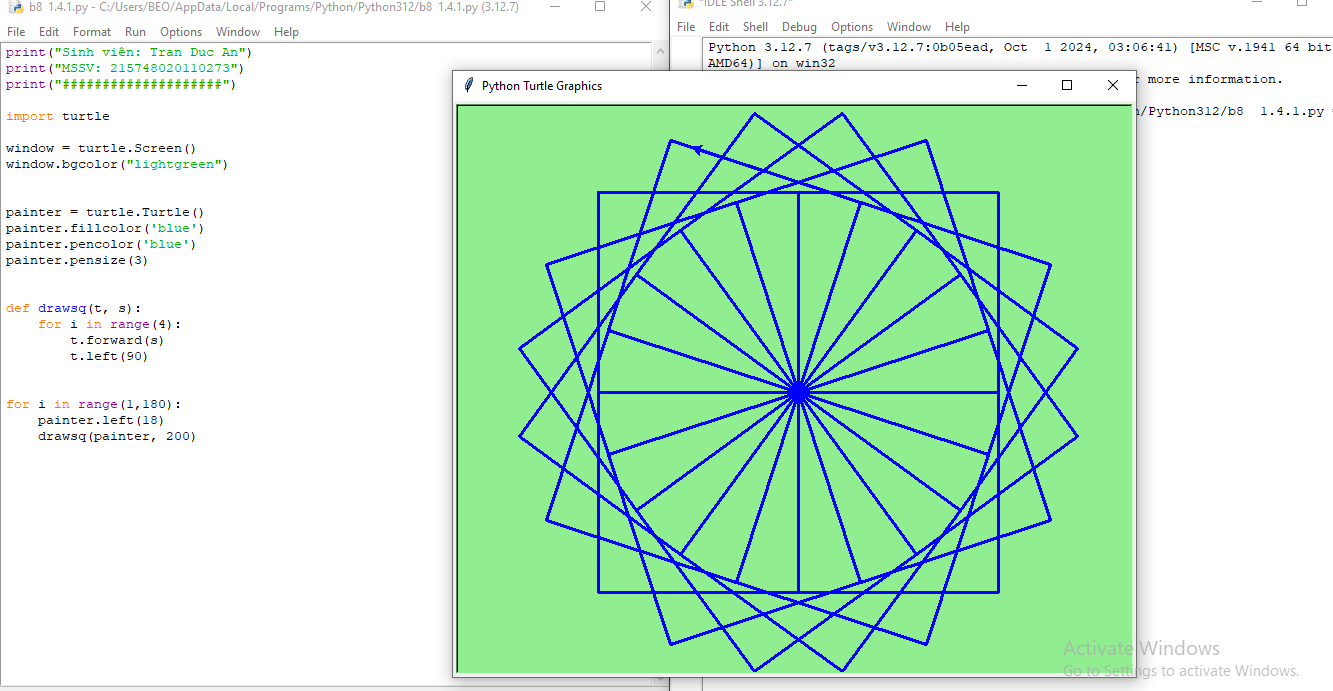 b8 1.4.1.py - C:/Users/BEO/AppData/Local/Programs/Python/Python312/b8 1.4.1.py (3.12.7)
File Edit Format Run Options Window Help
print("Sinh viên: Tran Duc An")
print("MSSV: 215748020110273")
print("####################")
import turtle
window = turtle.Screen()
window.bgcolor("lightgreen")
painter = turtle.Turtle()
painter.fillcolor('blue')
painter.pencolor('blue')
painter.pensize(3)
def drawsq(t, s):
    for i in range(4):
        t.forward(s)
        t.left(90)
for i in range(1,180):
    painter.left(18)
    drawsq(painter, 200)
*IDLE Shell 3.12.7*
File Edit Shell Debug Options Window Help
Python 3.12.7 (tags/v3.12.7:0b05ead, Oct  1 2024, 03:06:41) [MSC v.1941 64 bit
AMD64)] on win32
more information.
/Python312/b8  1.4.1.py
Python Turtle Graphics
Activate Windows
Go to Settings to activate Windows.